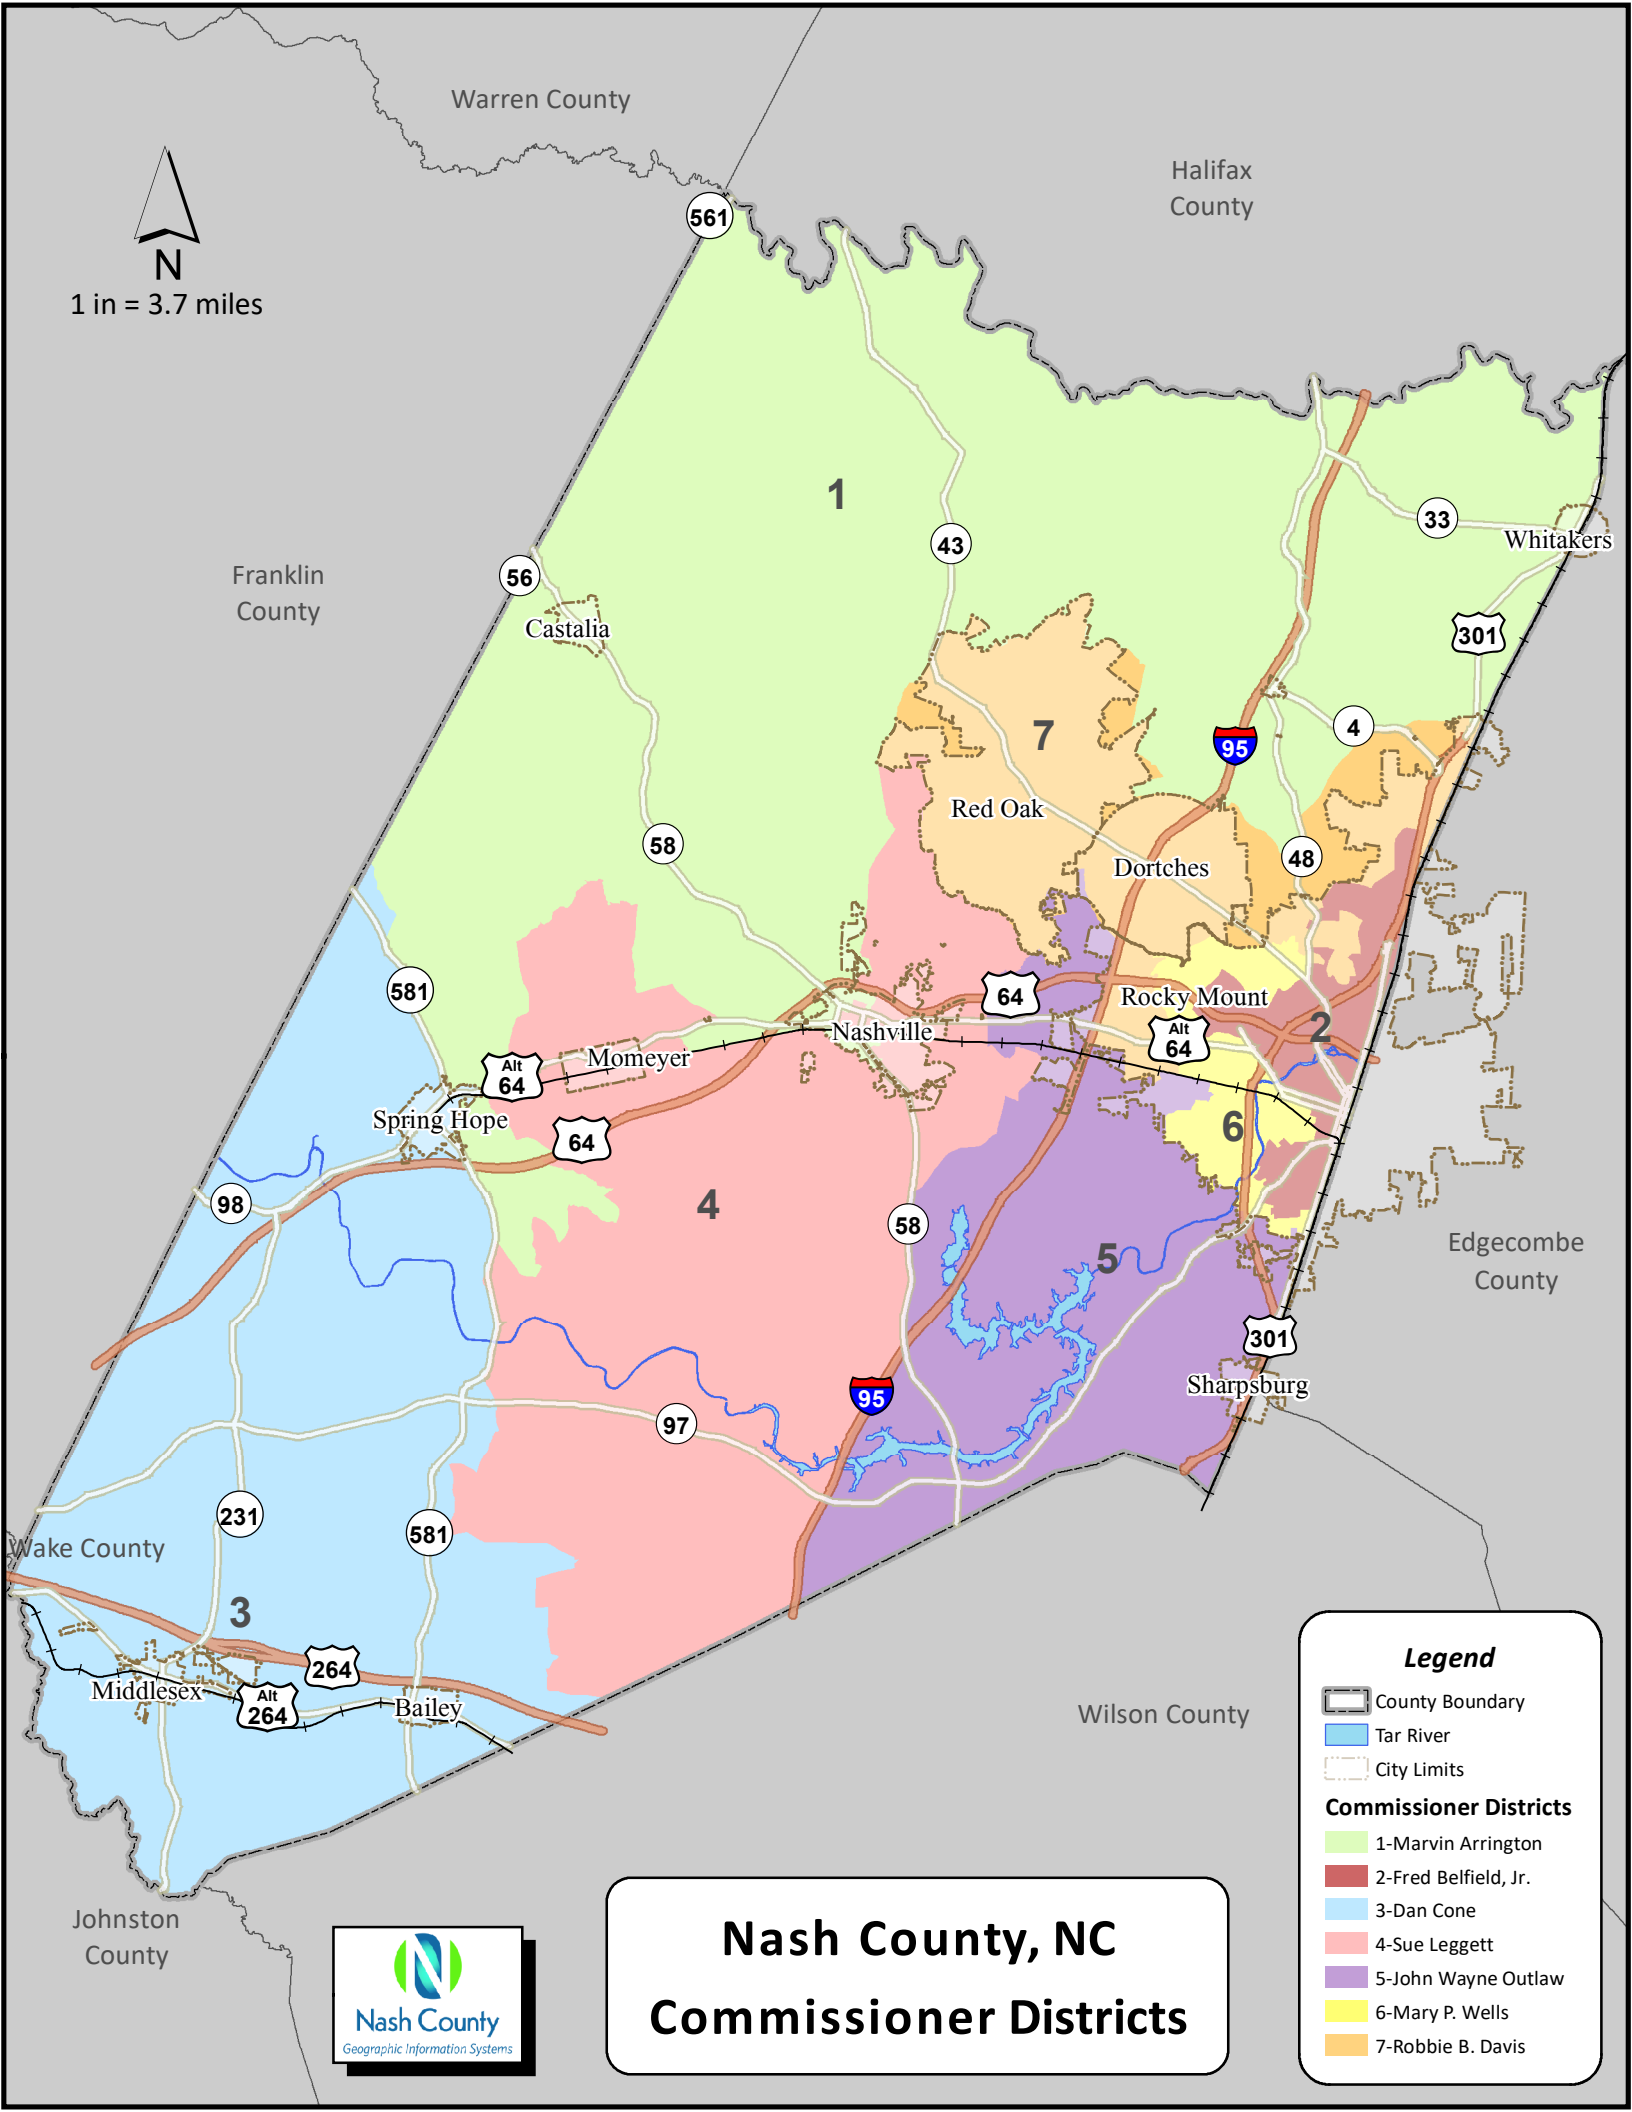 Warren County
Halifax
County
561
N
1 in = 3.7 miles
1
33
Whitakers
43
56
Franklin
County
Castalia
301
7
4
95
Red Oak
58
48
Dortches
581
64
Rocky Mount
2
Nashville
Alt
64
Momeyer
Alt
64
Spring Hope
64
6
98
4
58
5
Edgecombe
County
301
95
Sharpsburg
97
231
581
Wake County
3
264
Middlesex
Alt
264
Bailey
Wilson County
Johnston
County
Legend
County Boundary
Tar River
City Limits
Commissioner Districts
1-Marvin Arrington
2-Fred Belfield, Jr.
3-Dan Cone
4-Sue Leggett
5-John Wayne Outlaw
6-Mary P. Wells
7-Robbie B. Davis
Nash County, NC
Commissioner Districts
N
Nash County
Geographic Information Systems